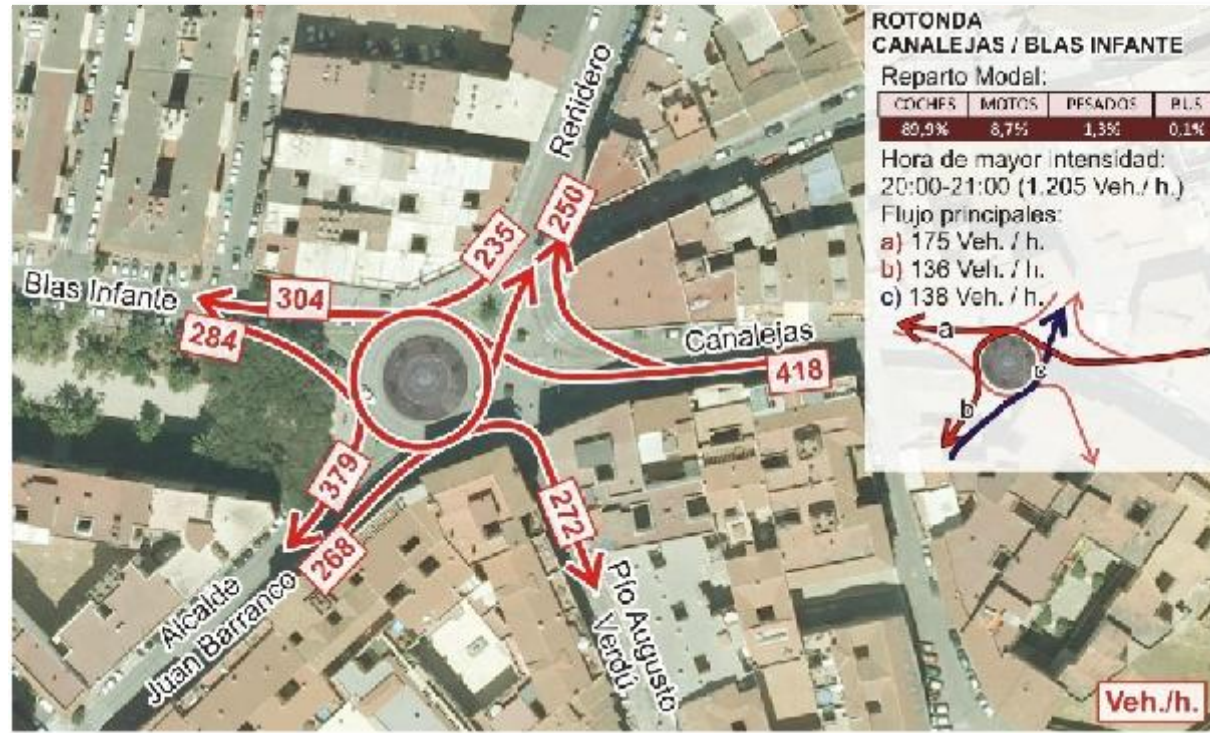 ROTONDA
CANALEJAS / BLAS INFANTE
Reparto Modal:
COCHES MOTOS PESADOS BUS
89,9% 8,7% 1,3% 0,1%
Hora de mayor intensidad:
20:00-21:00 (1.205 Veh./ h.)
Flujo principales:
a) 175 Veh. / h.
b) 136 Veh. / h.
c) 138 Veh. / h.
a
b
c
Reñidero
250
235
Blas Infante
304
284
Canalejas
418
379
268
272
Alcalde
Juan Barranco
Pío Augusto
Verdú
Veh./h.